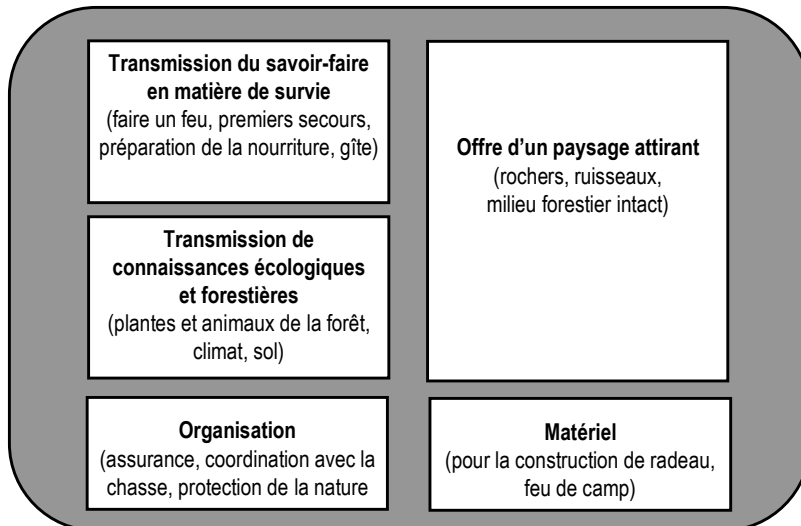 Transmission du savoir-faire
en matière de survie
(faire un feu, premiers secours,
préparation de la nourriture, gîte)
Offre d'un paysage attirant
(rochers, ruisseaux,
milieu forestier intact)
Transmission de
connaissances écologiques
et forestières
(plantes et animaux de la forêt,
climat, sol)
Organisation
(assurance, coordination avec la
chasse, protection de la nature
Matériel
(pour la construction de radeau,
feu de camp)